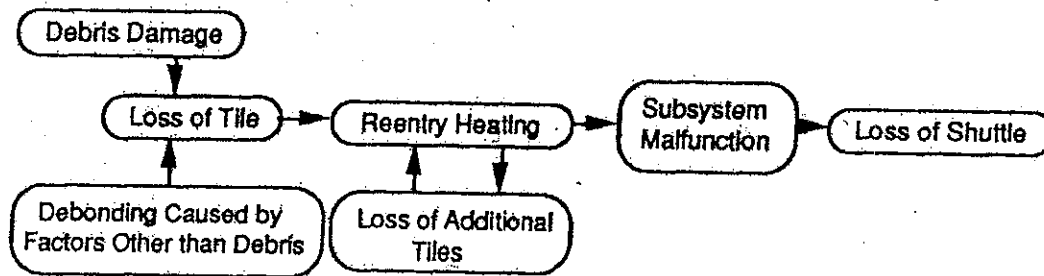 Debris Damage
Loss of Tile
Reentry Heating
Subsystem
Malfunction
Loss of Shuttle
Debonding Caused by
Factors Other than Debris
Loss of Additional
Tiles